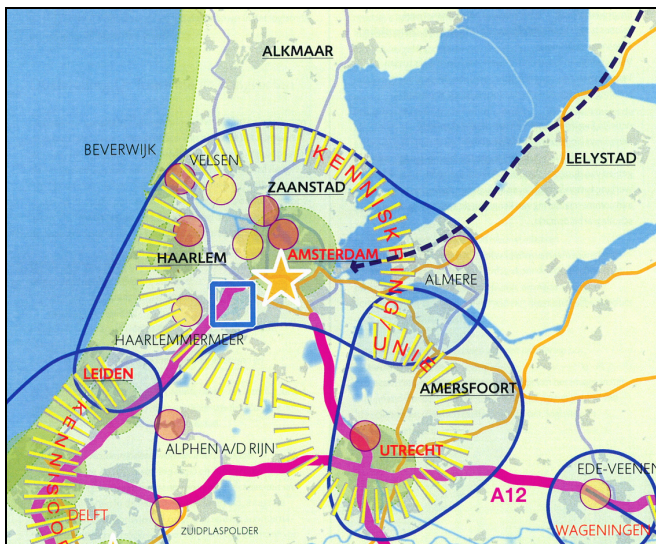 ALKMAAR
BEVERWIJK
VELSEN
KENNISKRING/UNIE
LELYSTAD
ZAANSTAD
HAARLEM
AMSTERDAM
ALMERE
HAARLEMMERMEER
LEIDEN
AMERSFOORT
KENNISCOR
ALPHEN A/D RIJN
UTRECHT
EDE-VEENEN
A12
DELFT
ZUIDPLASPOLDER
WAGENINGEN